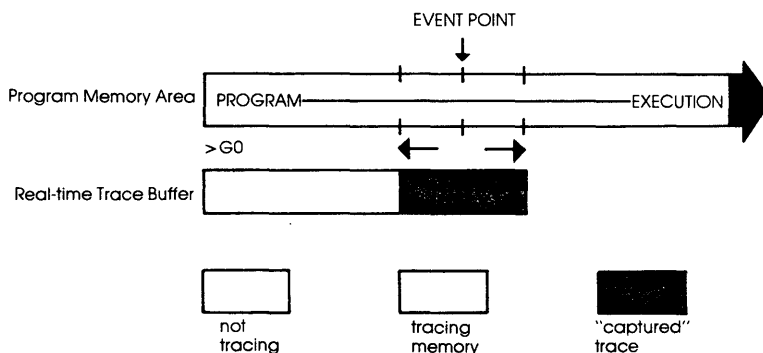 EVENT POINT
Program Memory Area
PROGRAM
EXECUTION
>G0
Real-time Trace Buffer
not
tracing
tracing
memory
"captured"
trace